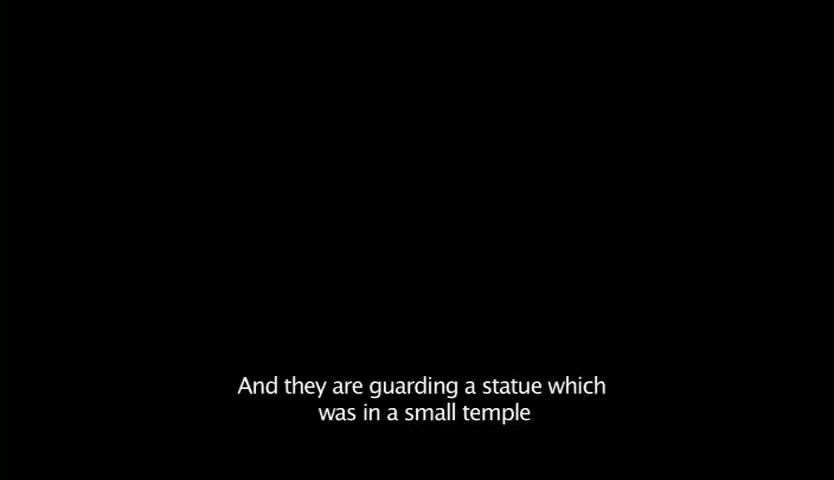 And they are guarding a statue which
was in a small temple